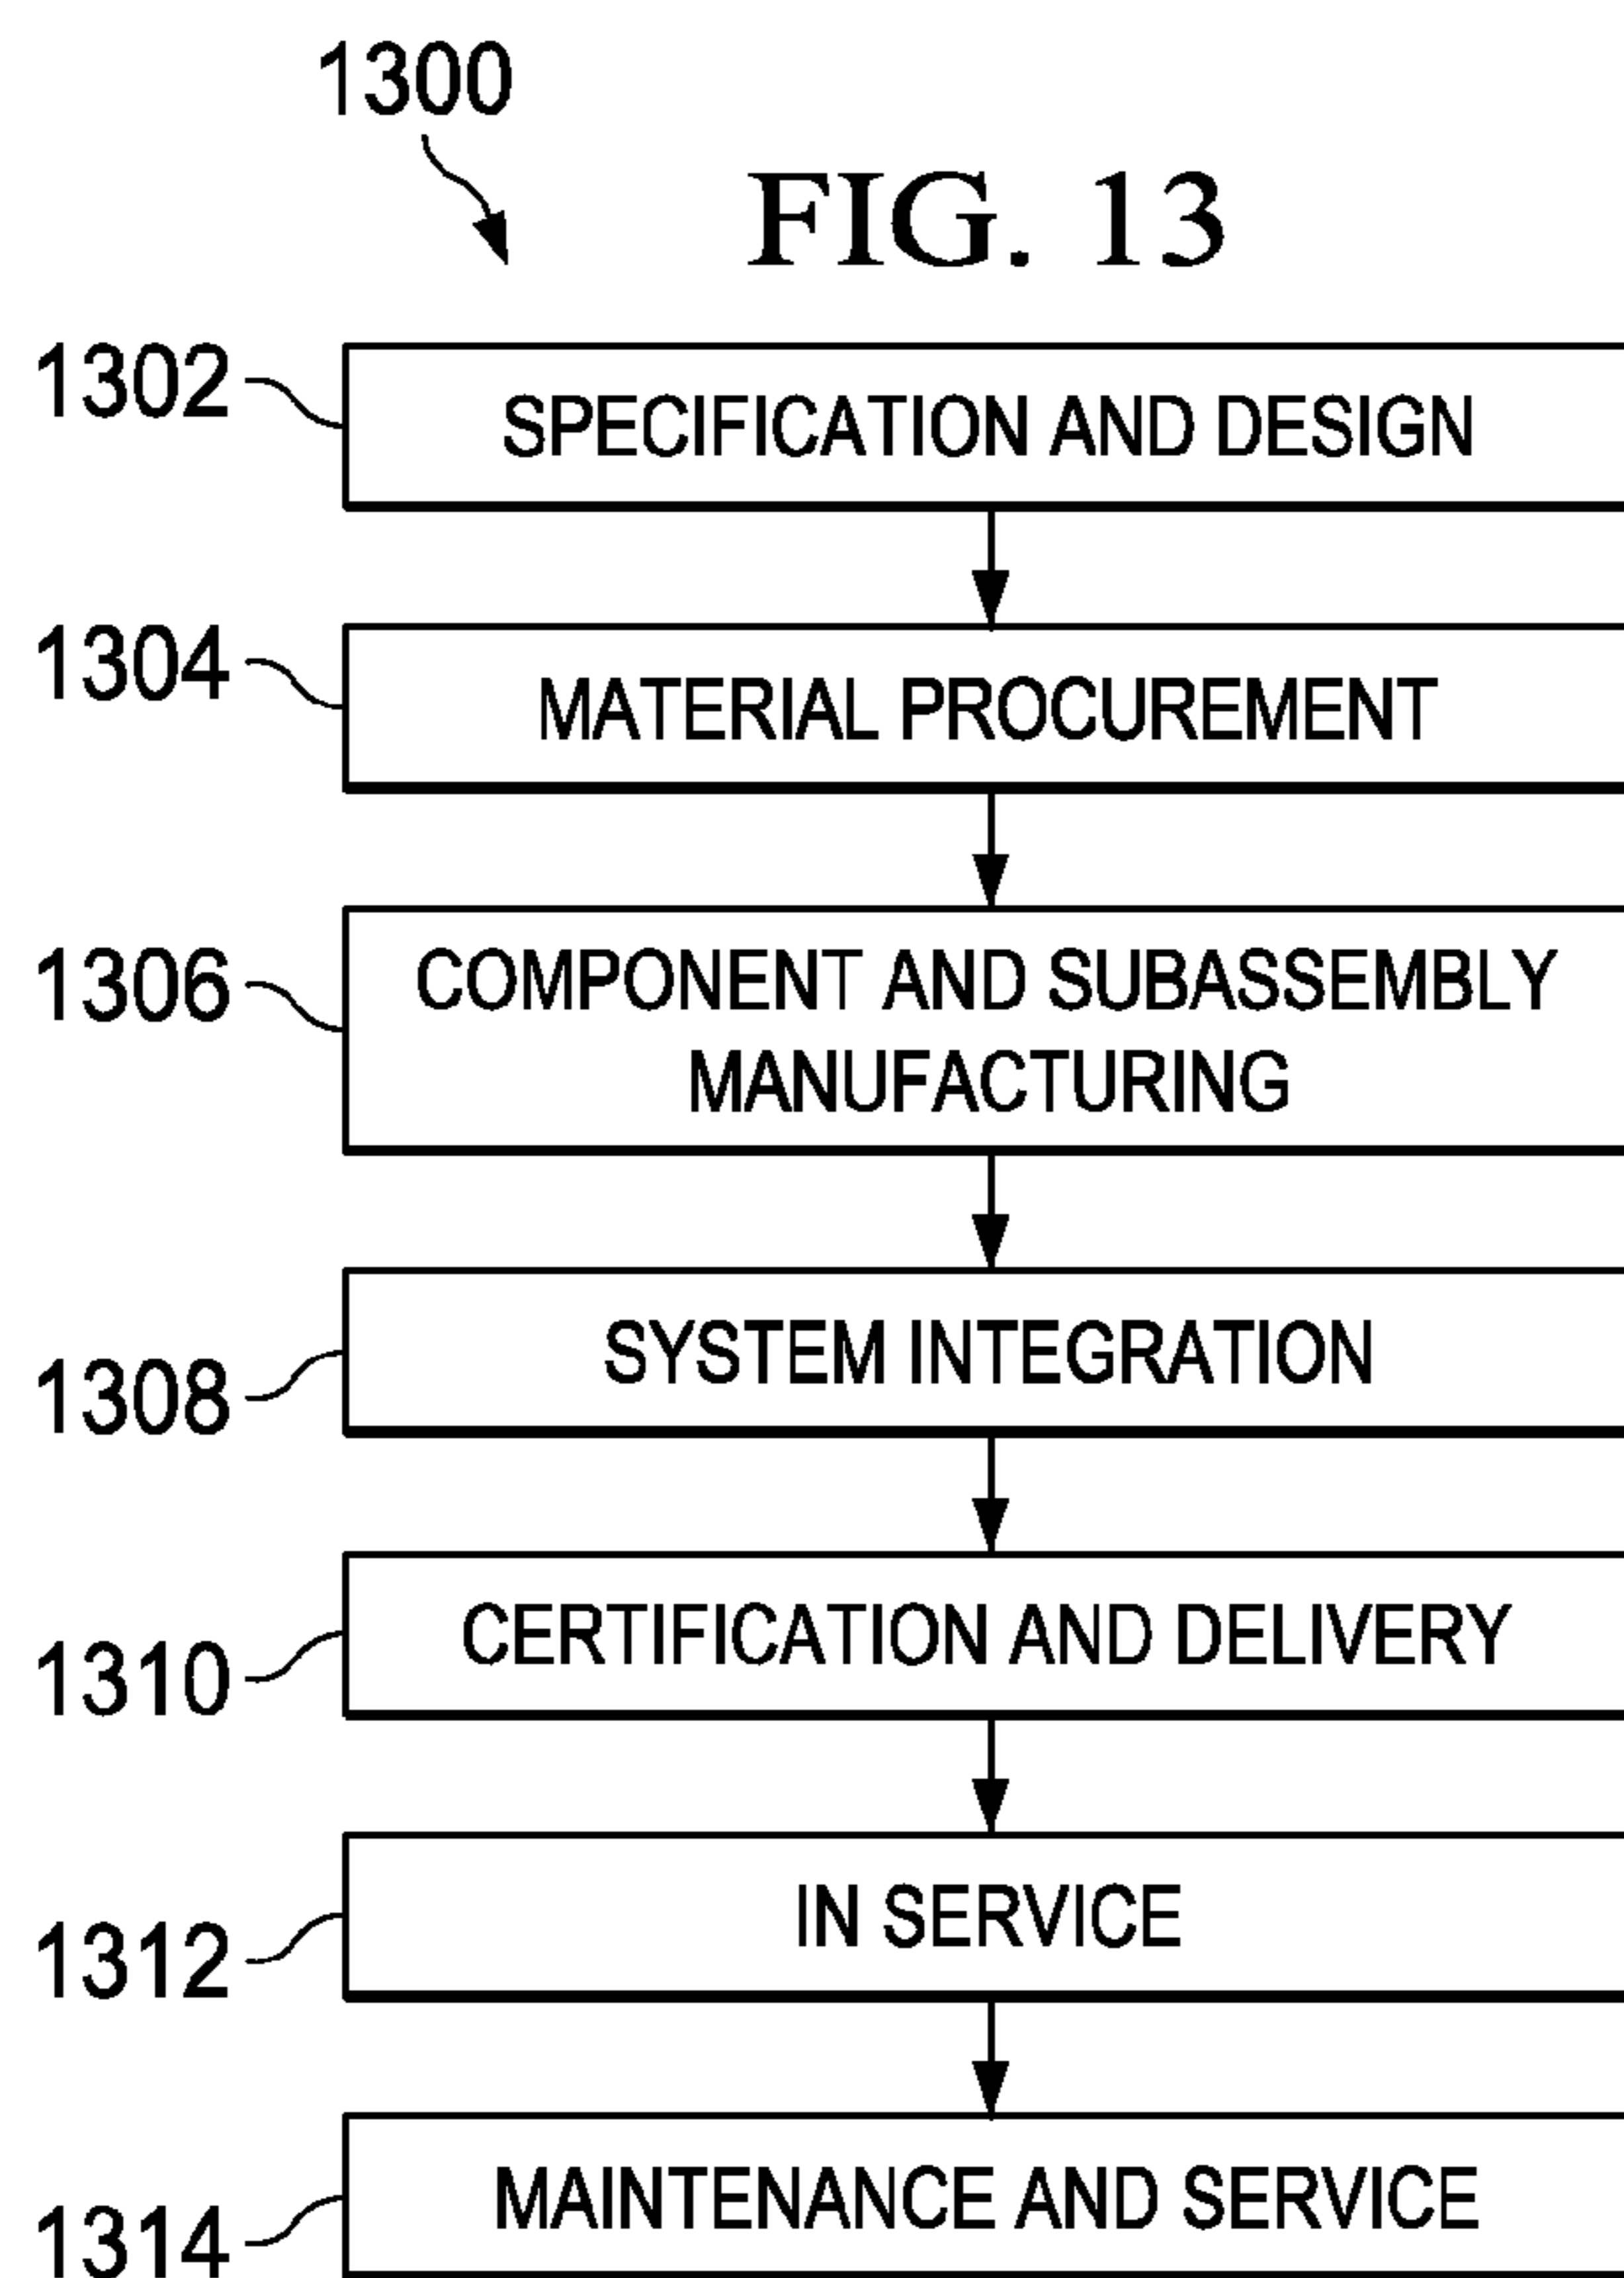 1300
FIG. 13
1302
SPECIFICATION AND DESIGN
1304
MATERIAL PROCUREMENT
1306
COMPONENT AND SUBASSEMBLY
MANUFACTURING
1308
SYSTEM INTEGRATION
1310
CERTIFICATION AND DELIVERY
1312
IN SERVICE
1314
MAINTENANCE AND SERVICE